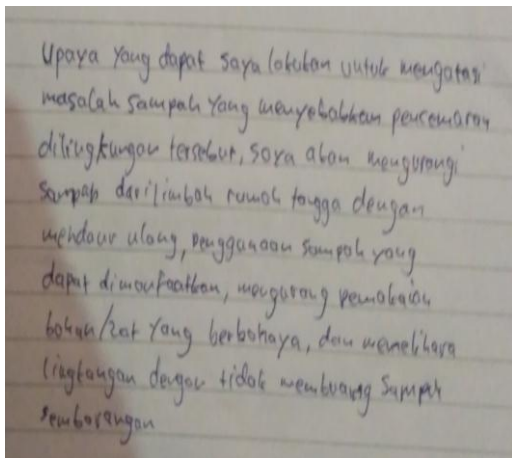 Upaya yang dapat saya lakukan untuk mengatasi
masalah sampah yang menyebabkan pencemaran
dilingkungan tersebut, saya akan mengurangi
sampah dari limbah rumah tangga dengan
mendaur ulang, penggunaan sampah yang
dapat dimanfaatkan, mengurang pemakaian
bahan/zat yang berbahaya, dan memelihara
lingkangan dengan tidak membuang sampah
sembarangan